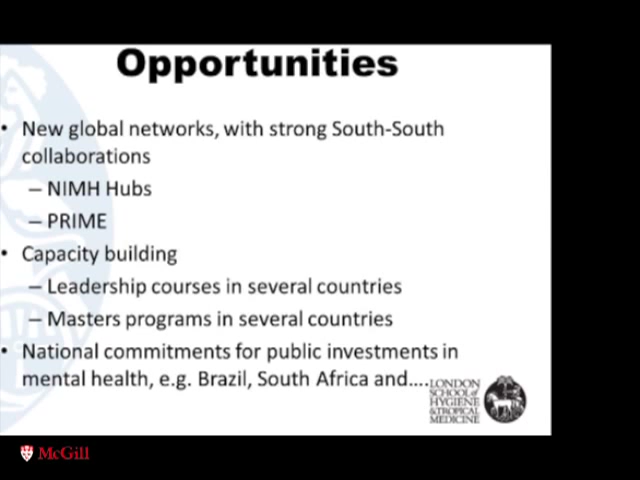 Opportunities
• New global networks, with strong South-South
collaborations
– NIMH Hubs
– PRIME
• Capacity building
– Leadership courses in several countries
– Masters programs in several countries
• National commitments for public investments in
mental health, e.g. Brazil, South Africa and....
LONDON
SCHOOL of
HYGIENE
& TROPICAL
MEDICINE
McGill